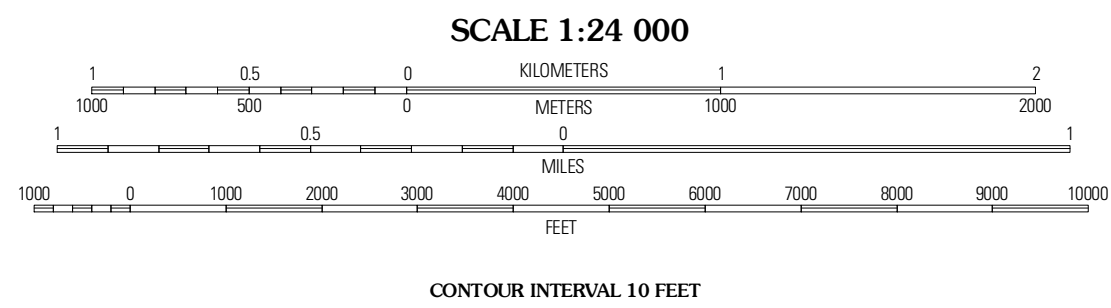 SCALE 1:24 000
1 0.5 0 KILOMETERS 1 2
1000 500 0 METERS 1000 2000
1 0.5 0 1
MILES
1000 0 1000 2000 3000 4000 5000 6000 7000 8000 9000 10000
FEET
CONTOUR INTERVAL 10 FEET